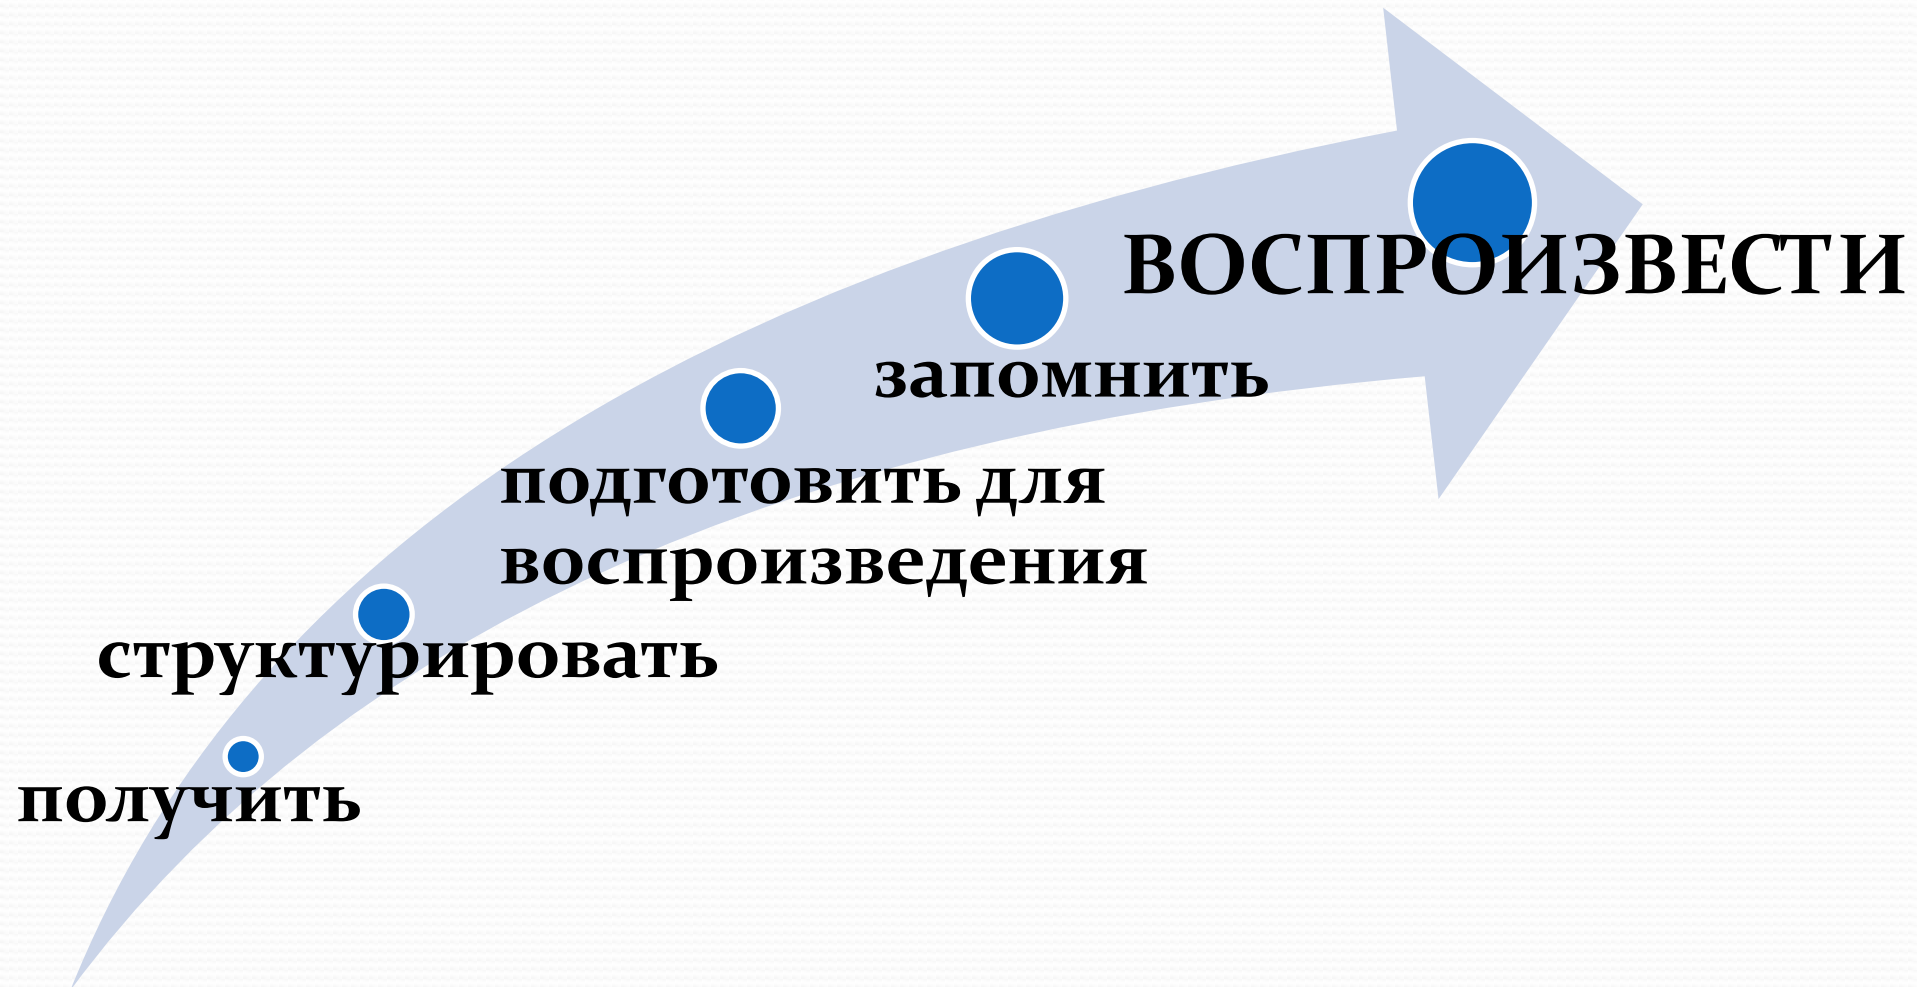 ВОСПРОИЗВЕСТИ
запомнить
подготовить для
воспроизведения
структурировать
получить